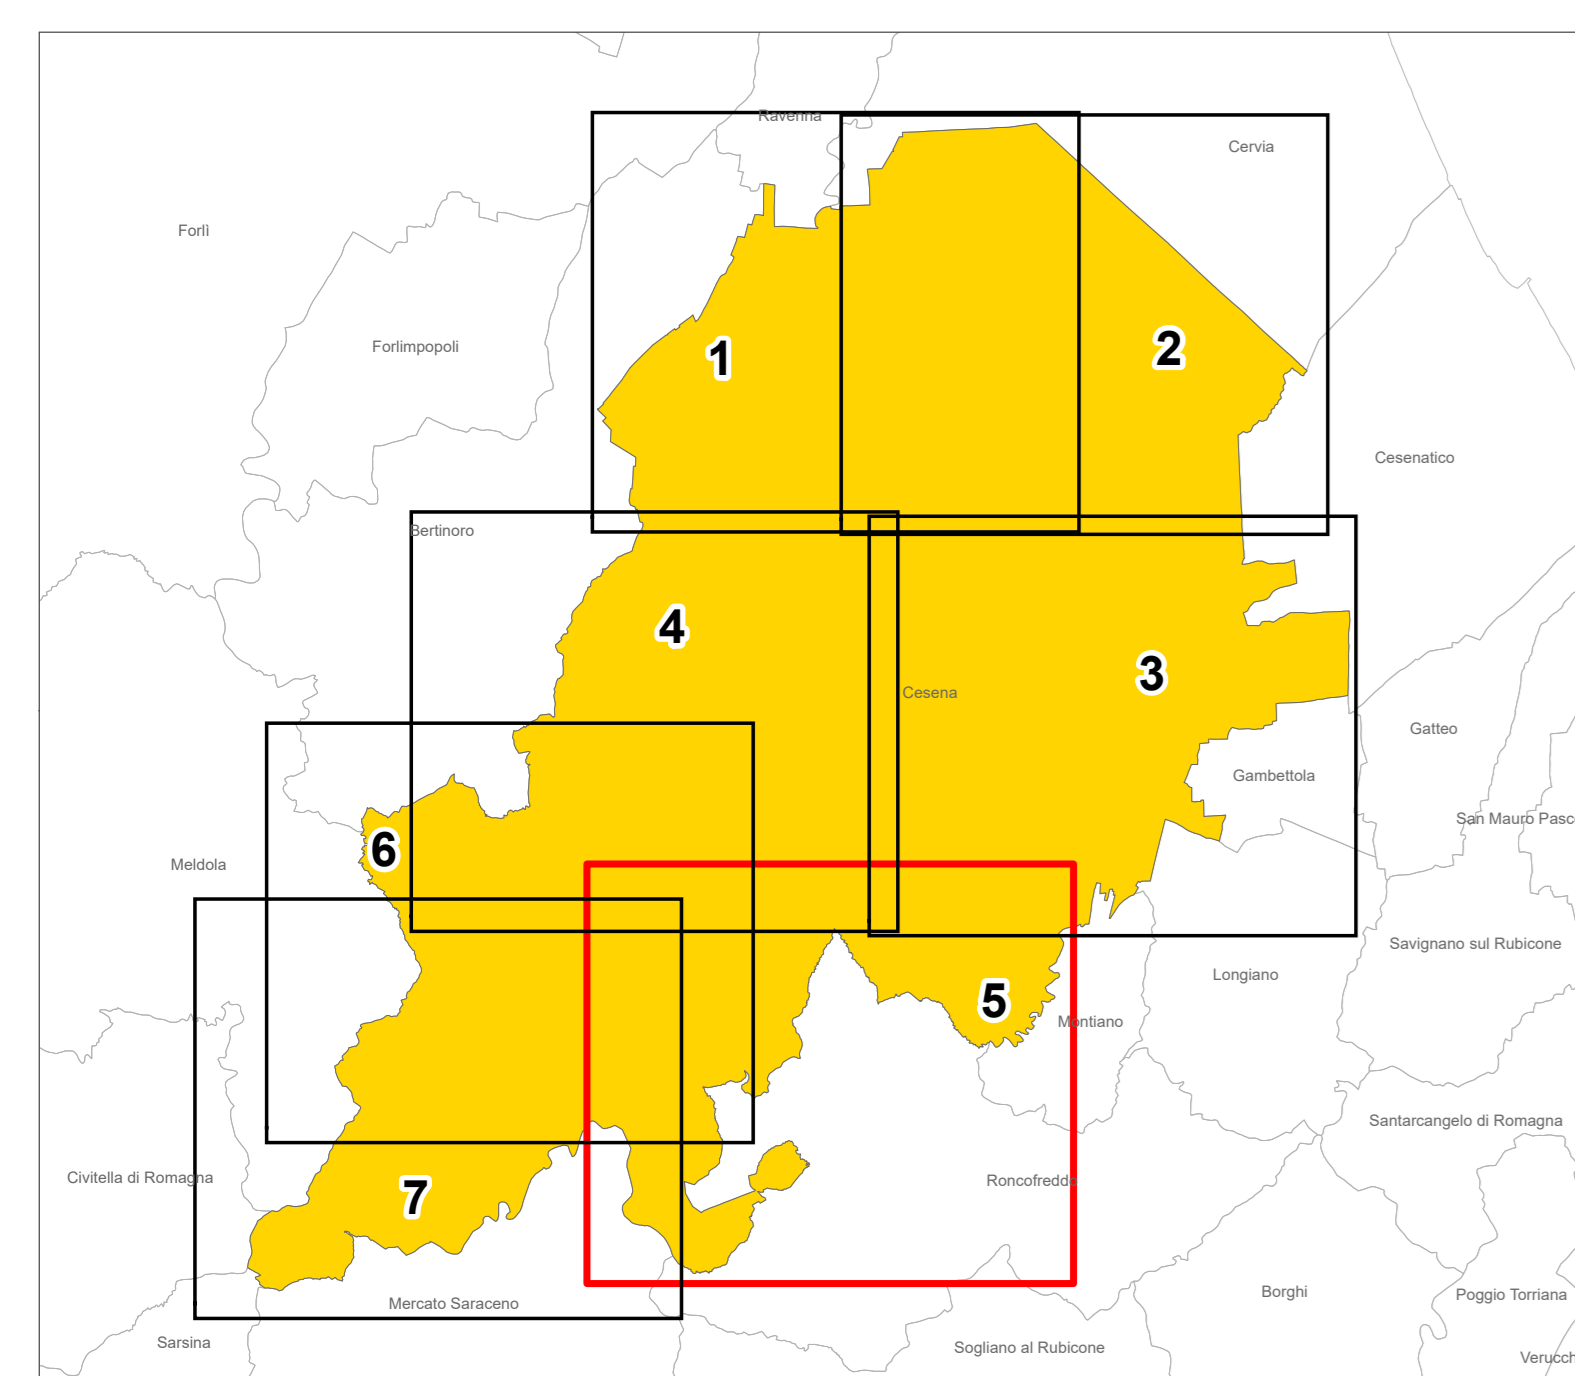 Ravenna
Cervia
Forlì
Forlimpopoli
1
2
Cesenatico
Bertinoro
4
3
Cesena
Gatteo
Gambettola
San Mauro Pasc
6
Meldola
Savignano sul Rubicone
Longiano
5
Montiano
Santarcangelo di Romagna
Civitella di Romagna
Roncofreddo
7
Borghi
Poggio Torriana
Mercato Saraceno
Sarsina
Sogliano al Rubicone
Verucch